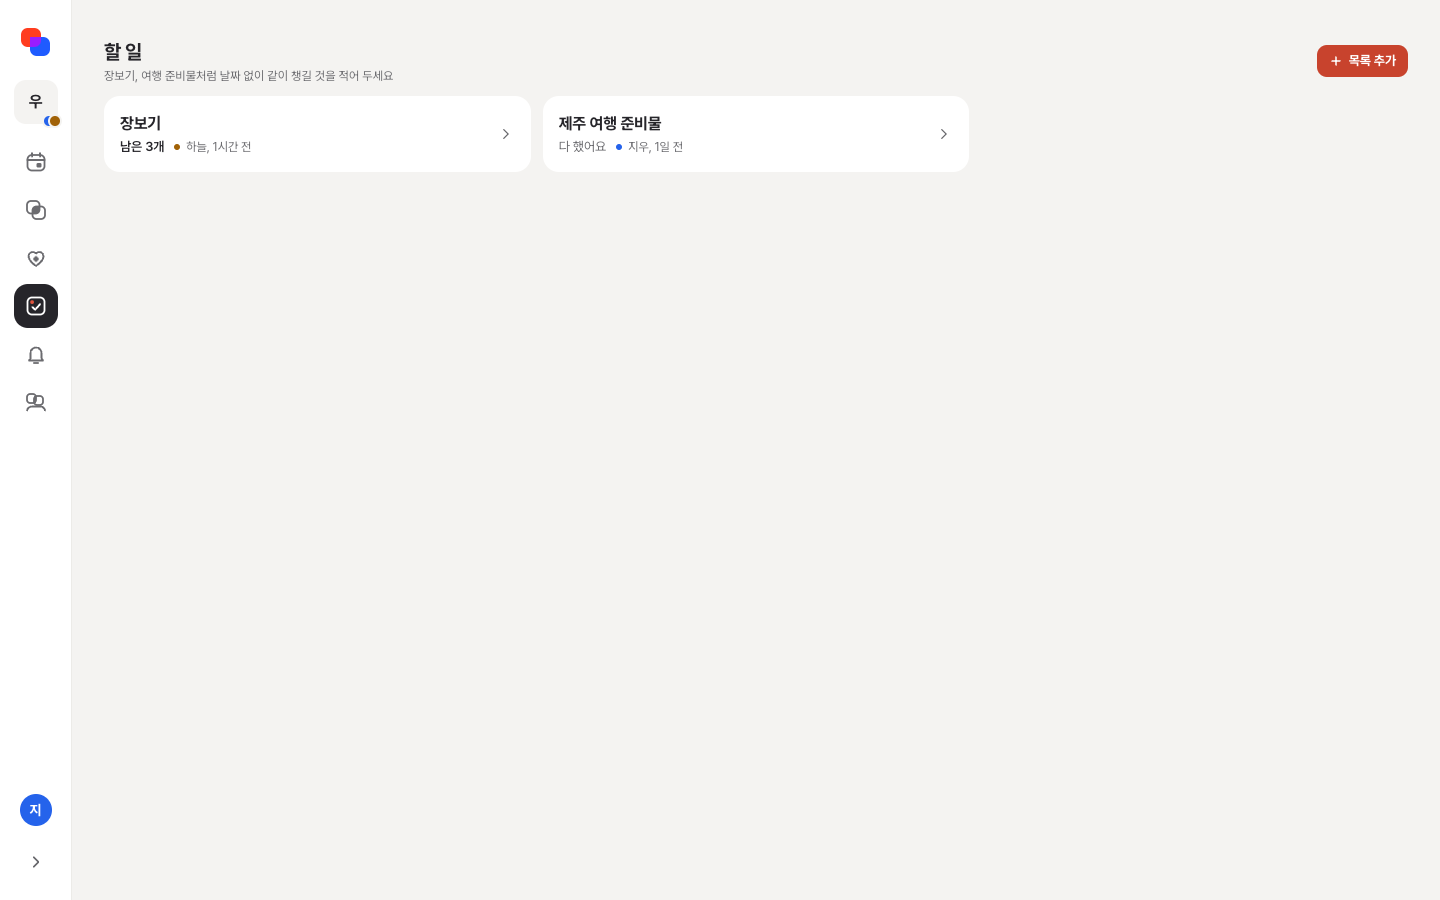 우
지
할 일
장보기, 여행 준비물처럼 날짜 없이 같이 챙길 것을 적어 두세요
목록 추가
장보기
남은 3개 하늘, 1시간 전
제주 여행 준비물
다 했어요 지우, 1일 전